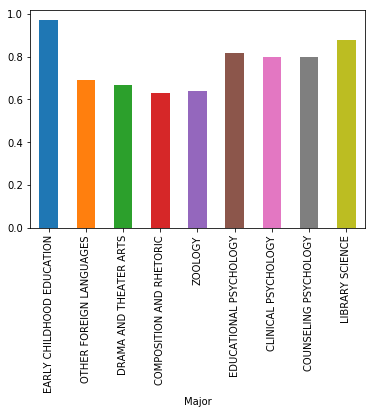 1.0
0.8
0.6
0.4
0.2
0.0
EARLY CHILDHOOD EDUCATION
OTHER FOREIGN LANGUAGES
DRAMA AND THEATER ARTS
COMPOSITION AND RHETORIC
ZOOLOGY
EDUCATIONAL PSYCHOLOGY
CLINICAL PSYCHOLOGY
COUNSELING PSYCHOLOGY
LIBRARY SCIENCE
Major